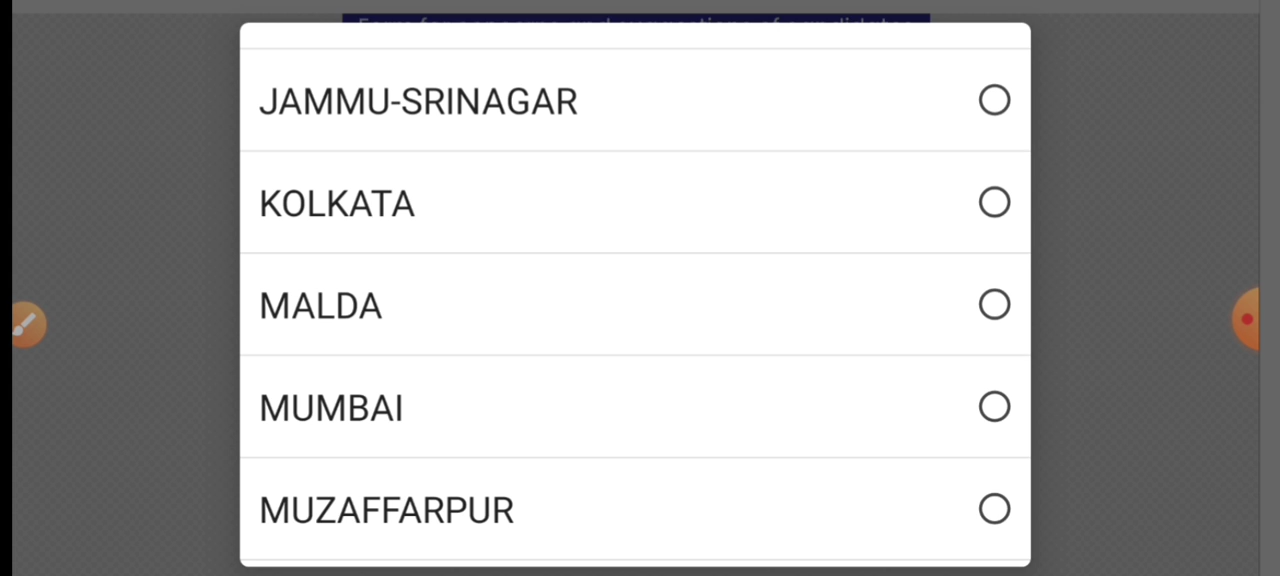 JAMMU-SRINAGAR
KOLKATA
MALDA
MUMBAI
MUZAFFARPUR